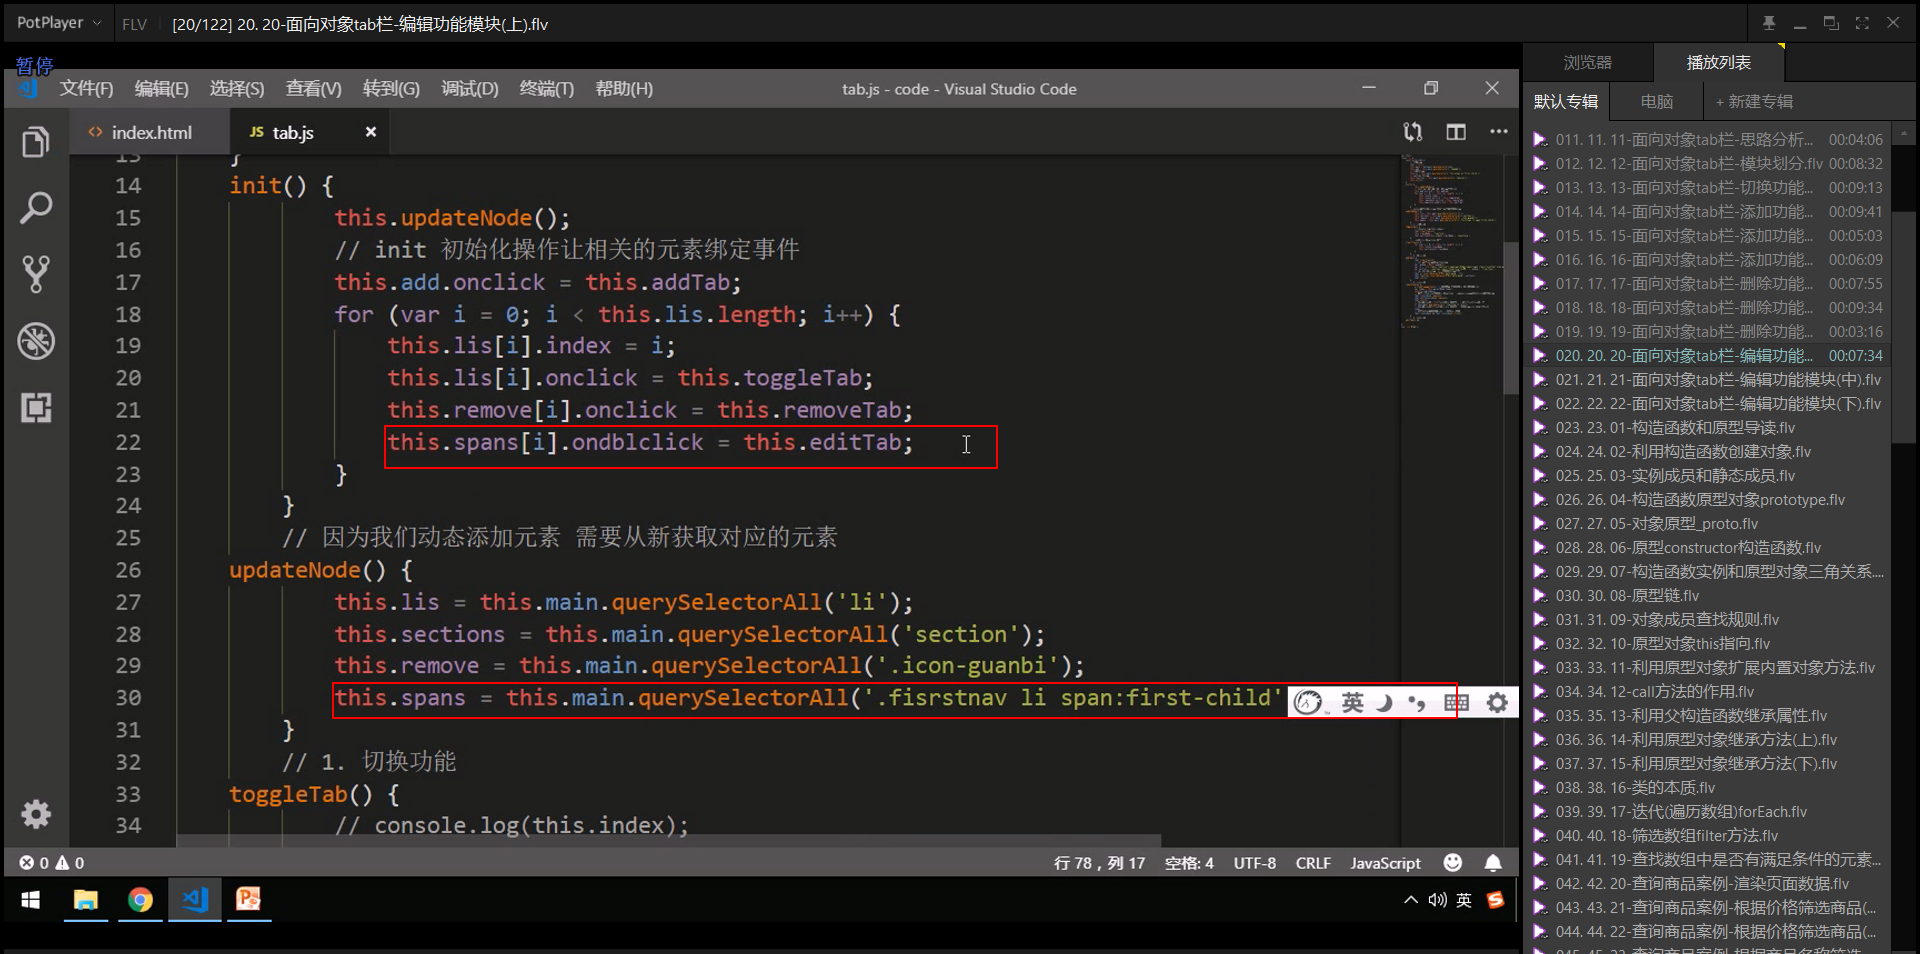 PotPlayer
FLV
[20/122] 20. 20-面向对象tab栏-编辑功能模块(上).flv
暂停
文件(F) 编辑(E) 选择(S) 查看(V) 转到(G) 调试(D) 终端(T) 帮助(H)
tab.js - code - Visual Studio Code
<> index.html
JS tab.js
13 }
14 init() {
15 this.updateNode();
16 // init 初始化操作让相关的元素绑定事件
17 this.add.onclick = this.addTab;
18 for (var i = 0; i < this.lis.length; i++) {
19 this.lis[i].index = i;
20 this.lis[i].onclick = this.toggleTab;
21 this.remove[i].onclick = this.removeTab;
22 this.spans[i].ondblclick = this.editTab;
23 }
24 }
25 // 因为我们动态添加元素 需要从新获取对应的元素
26 updateNode() {
27 this.lis = this.main.querySelectorAll('li');
28 this.sections = this.main.querySelectorAll('section');
29 this.remove = this.main.querySelectorAll('.icon-guanbi');
30 this.spans = this.main.querySelectorAll('.fisrstnav li span:first-child'
英
31 }
32 // 1. 切换功能
33 toggleTab() {
34 // console.log(this.index);
0 0
行 78，列 17 空格: 4 UTF-8 CRLF JavaScript
英
浏览器 播放列表
默认专辑 电脑 + 新建专辑
011. 11. 11-面向对象tab栏-思路分析... 00:04:06
012. 12. 12-面向对象tab栏-模块划分.flv 00:08:32
013. 13. 13-面向对象tab栏-切换功能... 00:09:13
014. 14. 14-面向对象tab栏-添加功能... 00:09:41
015. 15. 15-面向对象tab栏-添加功能... 00:05:03
016. 16. 16-面向对象tab栏-添加功能... 00:06:09
017. 17. 17-面向对象tab栏-删除功能... 00:07:55
018. 18. 18-面向对象tab栏-删除功能... 00:09:34
019. 19. 19-面向对象tab栏-删除功能... 00:03:16
020. 20. 20-面向对象tab栏-编辑功能... 00:07:34
021. 21. 21-面向对象tab栏-编辑功能模块(中).flv
022. 22. 22-面向对象tab栏-编辑功能模块(下).flv
023. 23. 01-构造函数和原型导读.flv
024. 24. 02-利用构造函数创建对象.flv
025. 25. 03-实例成员和静态成员.flv
026. 26. 04-构造函数原型对象prototype.flv
027. 27. 05-对象原型_proto.flv
028. 28. 06-原型constructor构造函数.flv
029. 29. 07-构造函数实例和原型对象三角关系....
030. 30. 08-原型链.flv
031. 31. 09-对象成员查找规则.flv
032. 32. 10-原型对象this指向.flv
033. 33. 11-利用原型对象扩展内置对象方法.flv
034. 34. 12-call方法的作用.flv
035. 35. 13-利用父构造函数继承属性.flv
036. 36. 14-利用原型对象继承方法(上).flv
037. 37. 15-利用原型对象继承方法(下).flv
038. 38. 16-类的本质.flv
039. 39. 17-迭代(遍历数组)forEach.flv
040. 40. 18-筛选数组filter方法.flv
041. 41. 19-查找数组中是否有满足条件的元素...
042. 42. 20-查询商品案例-渲染页面数据.flv
043. 43. 21-查询商品案例-根据价格筛选商品(...
044. 44. 22-查询商品案例-根据价格筛选商品(...